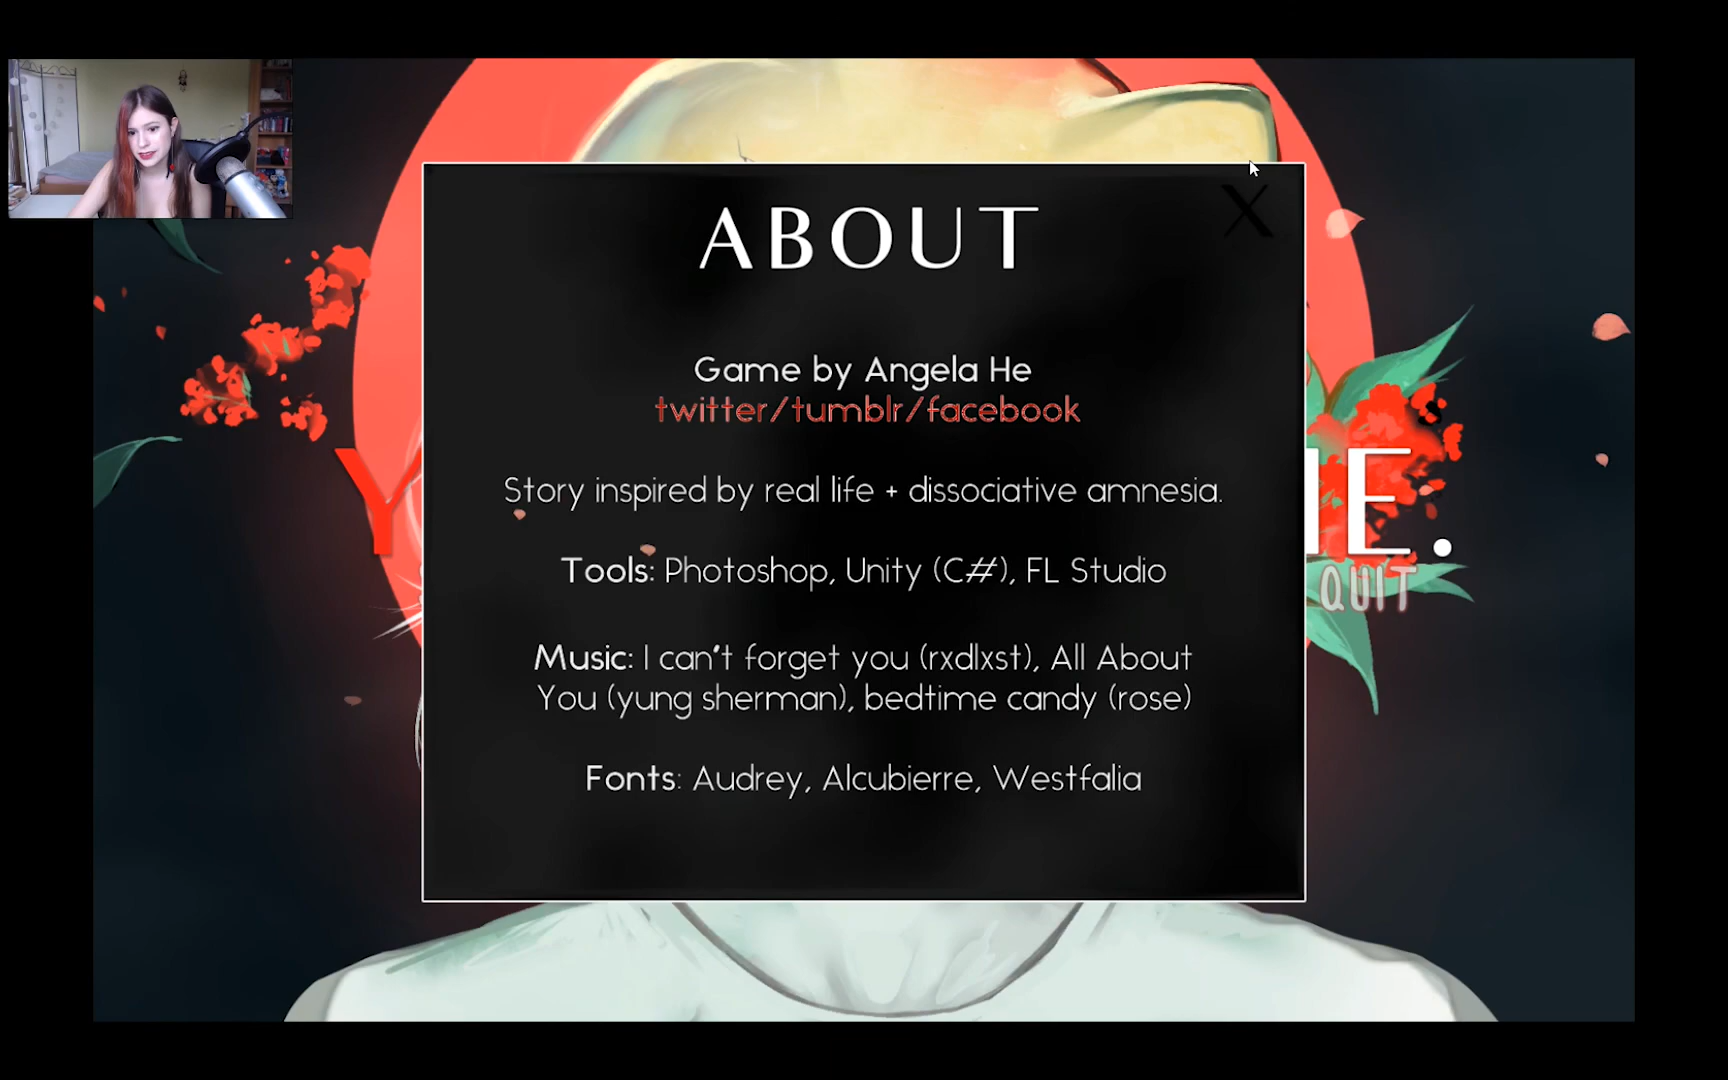 X
ABOUT
Game by Angela He
twitter/tumblr/facebook
Story inspired by real life + dissociative amnesia.
Tools: Photoshop, Unity (C#), FL Studio
Music: I can't forget you (rxdlxst), All About
You (yung sherman), bedtime candy (rose)
Fonts: Audrey, Alcubierre, Westfalia
Y
E.
QUIT